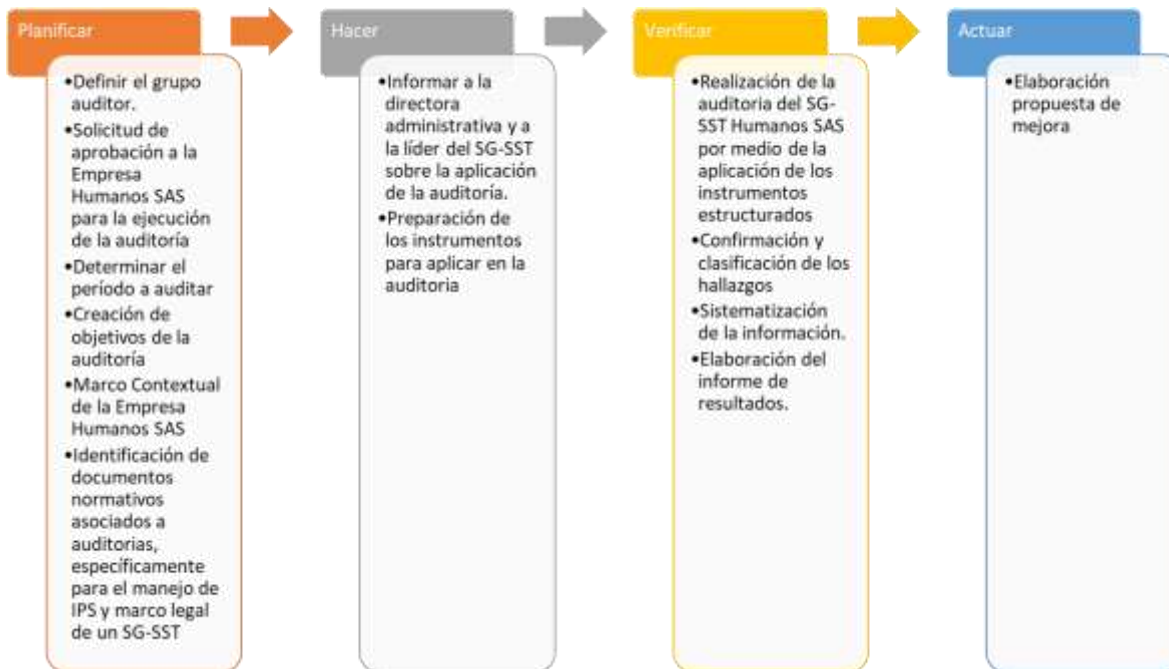 Planificar
•Definir el grupo
auditor.
•Solicitud de
aprobación a la
Empresa
Humanos SAS
para la ejecución
de la auditoría
•Determinar el
período a auditar
•Creación de
objetivos de la
auditoría
•Marco Contextual
de la Empresa
Humanos SAS
•Identificación de
documentos
normativos
asociados a
auditorias,
específicamente
para el manejo de
IPS y marco legal
de un SG-SST
Hacer
•Informar a la
directora
administrativa y a
la líder del SG-SST
sobre la aplicación
de la auditoría.
•Preparación de
los instrumentos
para aplicar en la
auditoria
Verificar
•Realización de la
auditoria del SG-
SST Humanos SAS
por medio de la
aplicación de los
instrumentos
estructurados
•Confirmación y
clasificación de los
hallazgos
•Sistematización
de la información.
•Elaboración del
informe de
resultados.
Actuar
•Elaboración
propuesta de
mejora